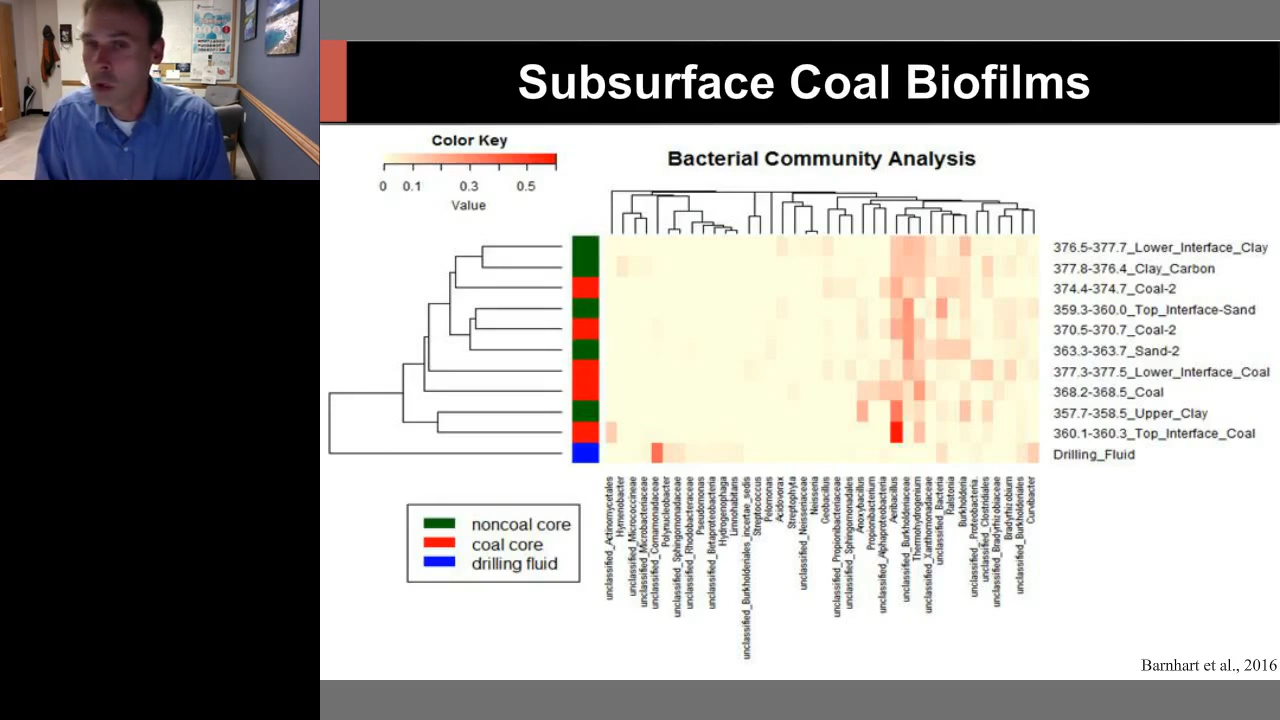 Subsurface Coal Biofilms
Color Key
0 0.1 0.3 0.5
Value
Bacterial Community Analysis
376.5-377.7_Lower_Interface_Clay
377.8-376.4_Clay_Carbon
374.4-374.7_Coal-2
359.3-360.0_Top_Interface-Sand
370.5-370.7_Coal-2
363.3-363.7_Sand-2
377.3-377.5_Lower_Interface_Coal
368.2-368.5_Coal
357.7-358.5_Upper_Clay
360.1-360.3_Top_Interface_Coal
Drilling_Fluid
unclassified_Actinomycetales
Hymenobacter
unclassified_Micrococcineae
unclassified_Microbacteriaceae
unclassified_Comamonadaceae
Polynucleobacter
unclassified_Sphingomonadaceae
unclassified_Rhodobacteraceae
Pseudomonas
unclassified_Betaproteobacteria
Hydrogenophaga
Limnohabitans
unclassified_Burkholderiales_incertae_sedis
Streptococcus
Pelomonas
Acidovorax
Streptophyta
unclassified_Neisseriaceae
Neisseria
Geobacillus
unclassified_Propionibacteriaceae
unclassified_Sphingomonadales
Anoxybacillus
Propionibacterium
unclassified_Alphaproteobacteria
Aeribacillus
unclassified_Burkholderiaceae
Thermohydrogenium
unclassified_Xanthomonadaceae
unclassified_Bacteria
Ralstonia
Burkholderia
unclassified_Proteobacteria.
unclassified_Clostridiales
unclassified_Bradyrhizobiaceae
Bradyrhizobium
unclassified_Burkholderiales
Curvibacter
noncoal core
coal core
drilling fluid
Barnhart et al., 2016